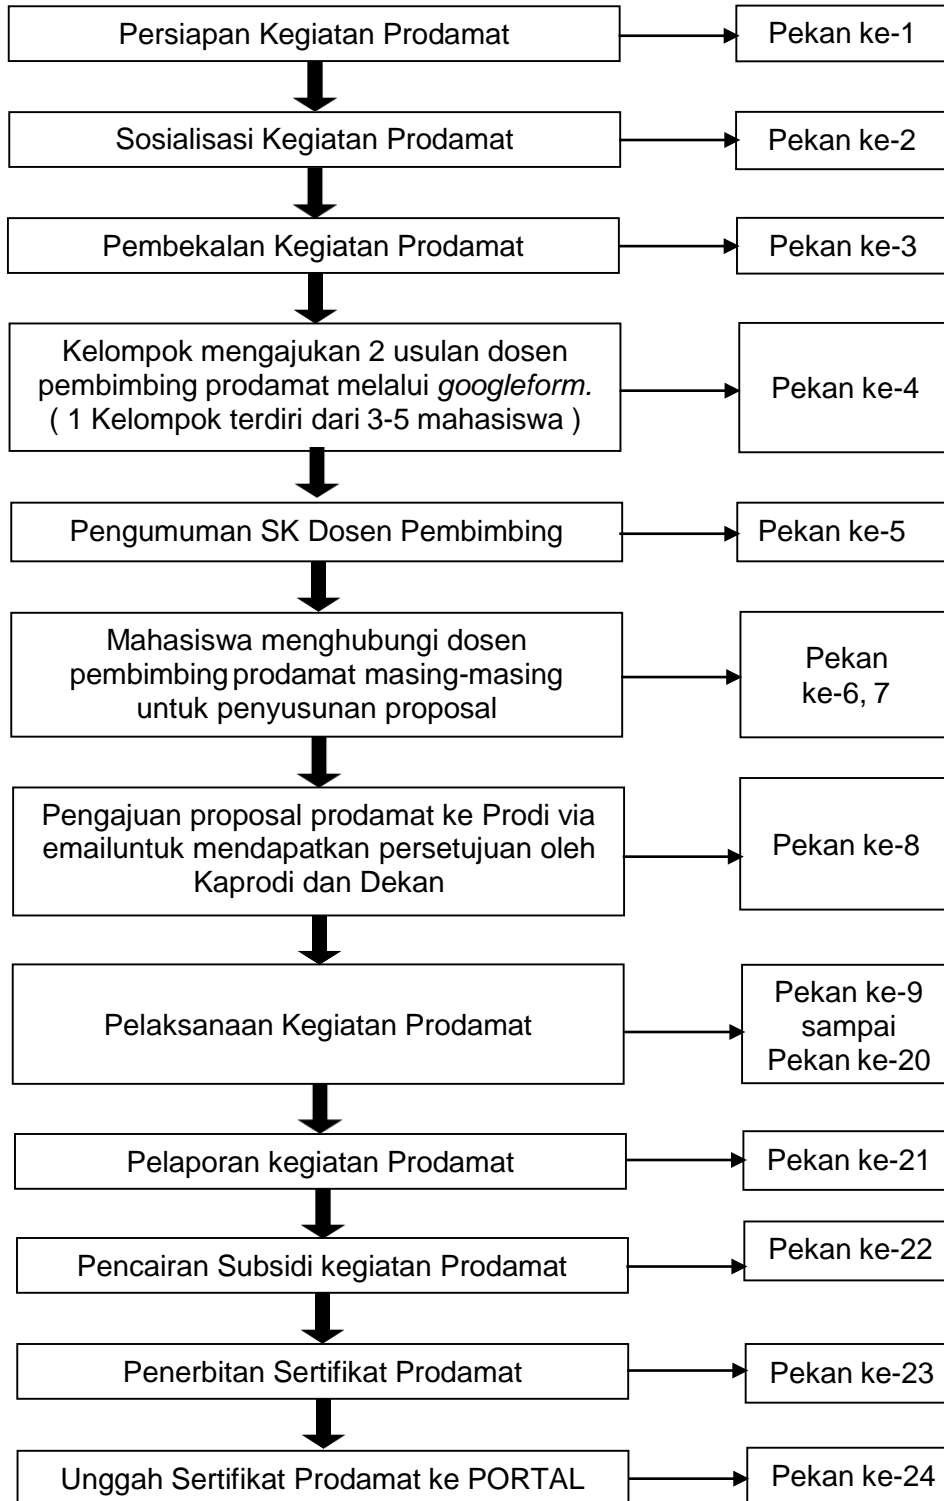 Persiapan Kegiatan Prodamat
Pekan ke-1
Sosialisasi Kegiatan Prodamat
Pekan ke-2
Pembekalan Kegiatan Prodamat
Pekan ke-3
Kelompok mengajukan 2 usulan dosen
pembimbing prodamat melalui googleform.
( 1 Kelompok terdiri dari 3-5 mahasiswa )
Pekan ke-4
Pengumuman SK Dosen Pembimbing
Pekan ke-5
Mahasiswa menghubungi dosen
pembimbing prodamat masing-masing
untuk penyusunan proposal
Pekan
ke-6, 7
Pengajuan proposal prodamat ke Prodi via
emailuntuk mendapatkan persetujuan oleh
Kaprodi dan Dekan
Pekan ke-8
Pelaksanaan Kegiatan Prodamat
Pekan ke-9
sampai
Pekan ke-20
Pelaporan kegiatan Prodamat
Pekan ke-21
Pencairan Subsidi kegiatan Prodamat
Pekan ke-22
Penerbitan Sertifikat Prodamat
Pekan ke-23
Unggah Sertifikat Prodamat ke PORTAL
Pekan ke-24